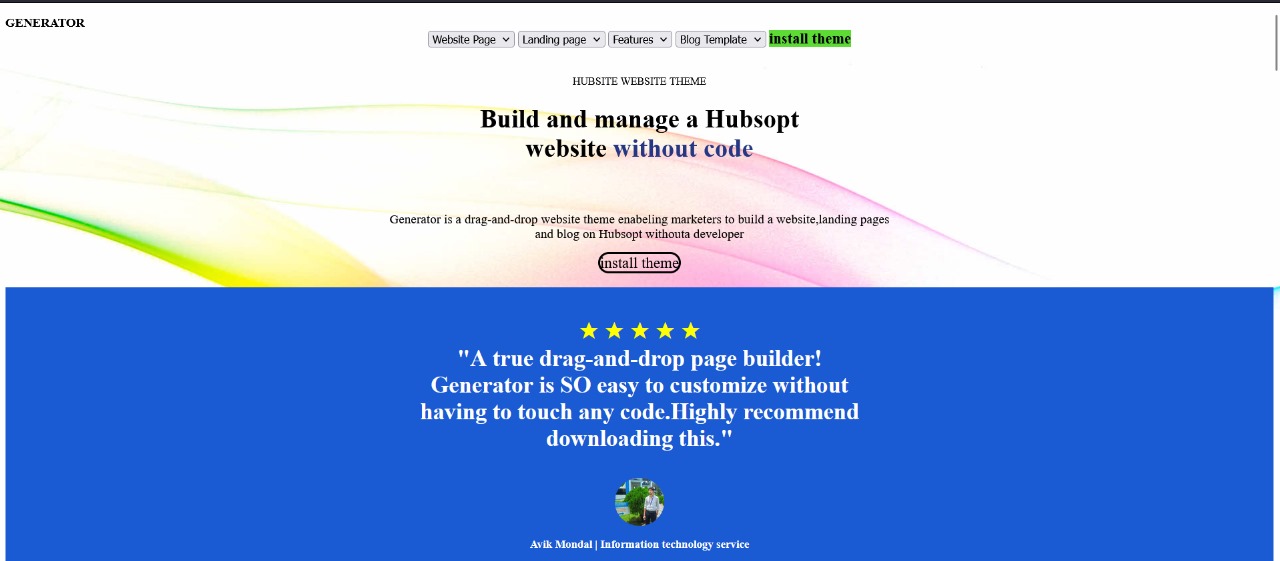 GENERATOR
Website Page Landing page Features Blog Template install theme
HUBSITE WEBSITE THEME
Build and manage a Hubsopt
website without code
Generator is a drag-and-drop website theme enabeling marketers to build a website,landing pages
and blog on Hubsopt withouta developer
install theme
"A true drag-and-drop page builder!
Generator is SO easy to customize without
having to touch any code.Highly recommend
downloading this."
Avik Mondal | Information technology service